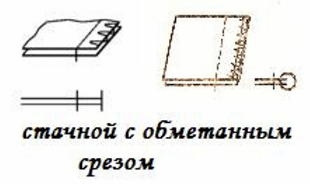 стачной с обметанным
срезом